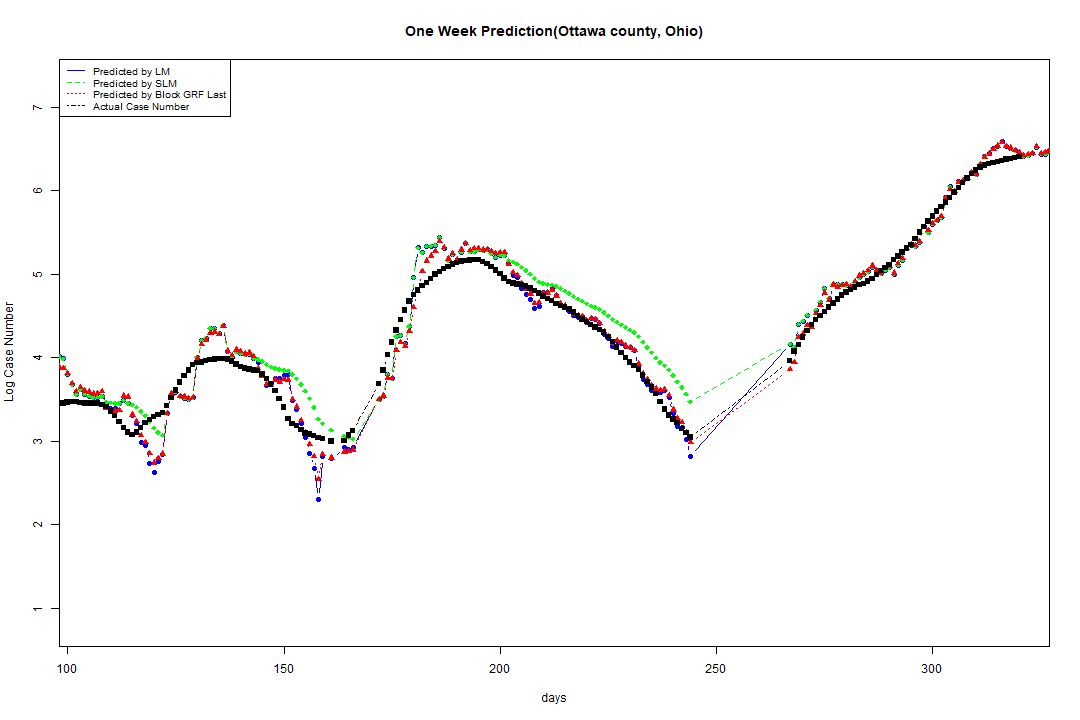 One Week Prediction(Ottawa county, Ohio)
Predicted by LM
Predicted by SLM
Predicted by Block GRF Last
Actual Case Number
7
6
5
4
3
2
1
Log Case Number
100 150 200 250 300
days